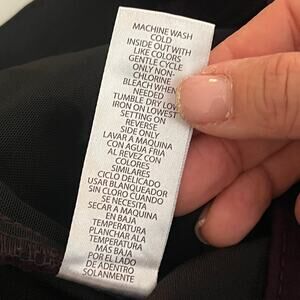 MACHINE WASH
COLD
INSIDE OUT WITH
LIKE COLORS
GENTLE CYCLE
ONLY NON-
CHLORINE
BLEACH WHEN
NEEDED
TUMBLE DRY LOW
IRON ON LOWEST
SETTING ON
REVERSE
SIDE ONLY
LAVAR A MAQUINA
CON AGUA FRIA
AL REVEZ CON
COLORES
SIMILARES
CICLO DELICADO
USAR BLANQUEADOR
SIN CLORO CUANDO
SE NECESITA
SECAR A MAQUINA
EN BAJA
TEMPERATURA
PLANCHAR ALA
TEMPERATURA
MAS BAJA
POR EL LADO
DE ADENTRO
SOLANMENTE